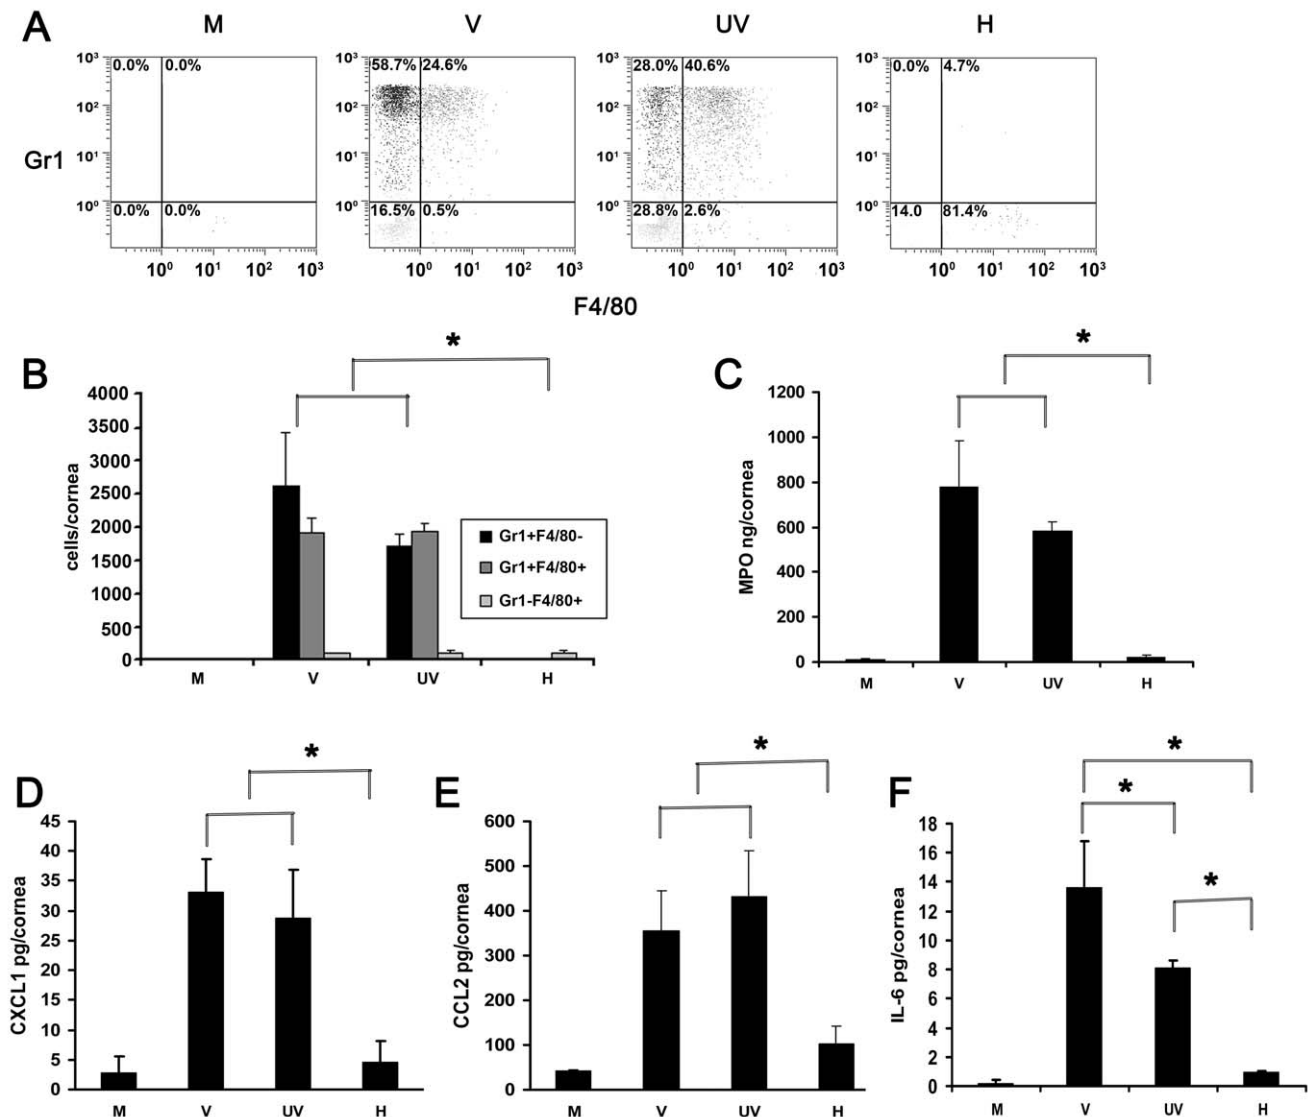 A
M V UV H
10³ 10³ 10³ 10³
0.0% 0.0% 58.7% 24.6% 28.0% 40.6% 0.0% 4.7%
10² 10² 10² 10²
Gr1 10¹ 10¹ 10¹ 10¹
10⁰ 10⁰ 10⁰ 10⁰
0.0% 0.0% 16.5% 0.5% 28.8% 2.6% 14.0 81.4%
10⁰ 10¹ 10² 10³ 10⁰ 10¹ 10² 10³ 10⁰ 10¹ 10² 10³ 10⁰ 10¹ 10² 10³
F4/80
B
*
4000
3500
3000
2500
2000
1500
1000
500
0
cells/cornea
Gr1+F4/80-
Gr1+F4/80+
Gr1-F4/80+
M V UV H
C
*
1200
1000
800
600
400
200
0
MPO ng/cornea
M V UV H
D
*
45
40
35
30
25
20
15
10
5
0
CXCL1 pg/cornea
M V UV H
E
*
600
500
400
300
200
100
0
CCL2 pg/cornea
M V UV H
F
*
*
*
18
16
14
12
10
8
6
4
2
0
IL-6 pg/cornea
M V UV H